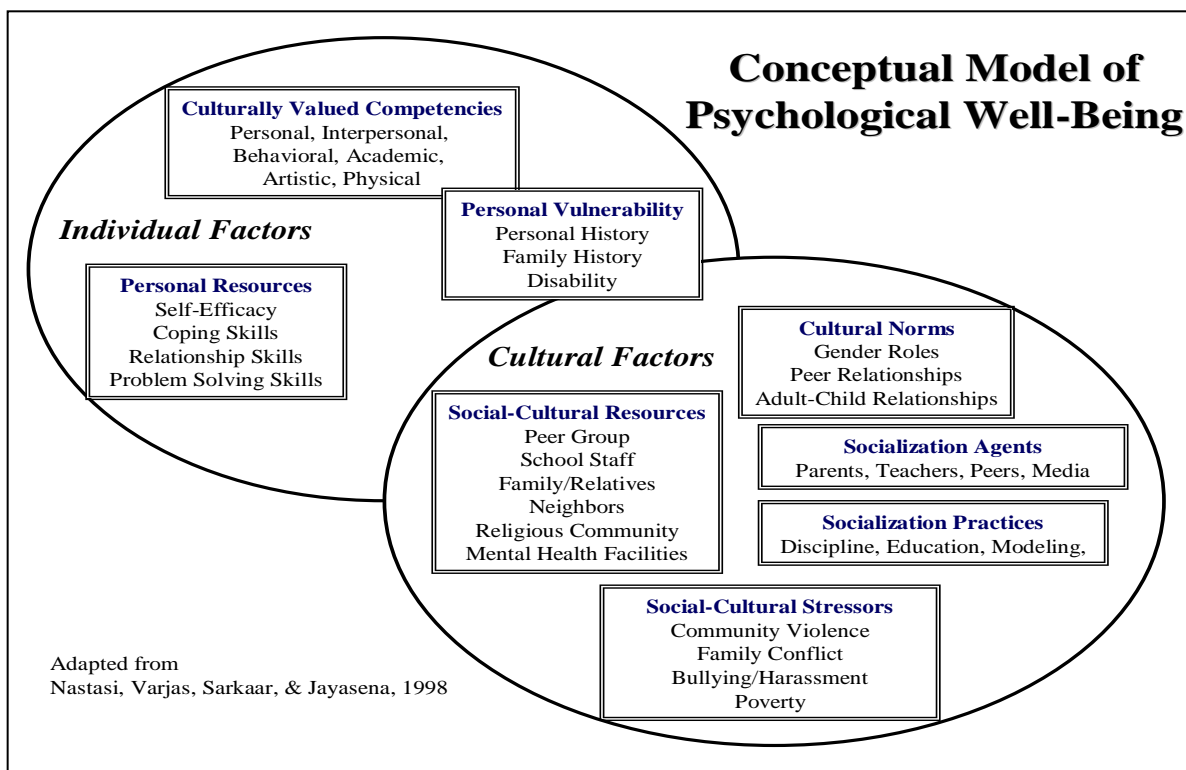 Conceptual Model of
Psychological Well-Being
Culturally Valued Competencies
Personal, Interpersonal,
Behavioral, Academic,
Artistic, Physical
Individual Factors
Personal Vulnerability
Personal History
Family History
Disability
Personal Resources
Self-Efficacy
Coping Skills
Relationship Skills
Problem Solving Skills
Cultural Factors
Cultural Norms
Gender Roles
Peer Relationships
Adult-Child Relationships
Social-Cultural Resources
Peer Group
School Staff
Family/Relatives
Neighbors
Religious Community
Mental Health Facilities
Socialization Agents
Parents, Teachers, Peers, Media
Socialization Practices
Discipline, Education, Modeling,
Social-Cultural Stressors
Community Violence
Family Conflict
Bullying/Harassment
Poverty
Adapted from
Nastasi, Varjas, Sarkaar, & Jayasena, 1998